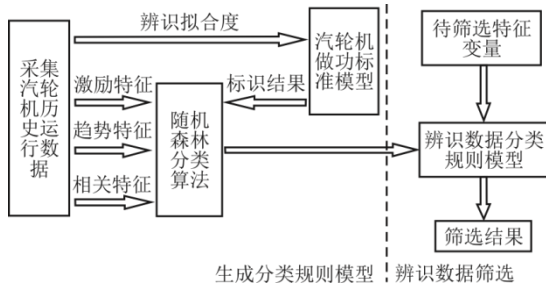 辨识拟合度
采集
汽轮
机历
史运
行数
据
激励特征
趋势特征
相关特征
随机
森林
分类
算法
标识结果
汽轮机
做功标
准模型
待筛选特征
变量
辨识数据分类
规则模型
筛选结果
生成分类规则模型
辨识数据筛选